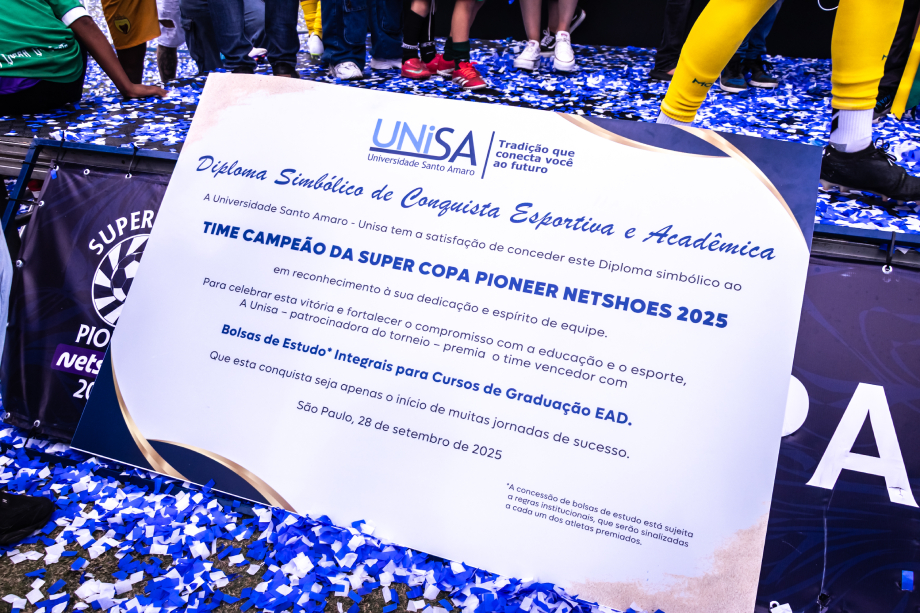 UNiSA
Universidade Santo Amaro
Tradição que
conecta você
ao futuro
Diploma Simbólico de Conquista Esportiva e Acadêmica
A Universidade Santo Amaro - Unisa tem a satisfação de conceder este Diploma simbólico ao
TIME CAMPEÃO DA SUPER COPA PIONEER NETSHOES 2025
em reconhecimento à sua dedicação e espírito de equipe.
Para celebrar esta vitória e fortalecer o compromisso com a educação e o esporte,
A Unisa – patrocinadora do torneio – premia o time vencedor com
Bolsas de Estudo* Integrais para Cursos de Graduação EAD.
Que esta conquista seja apenas o início de muitas jornadas de sucesso.
São Paulo, 28 de setembro de 2025
*A concessão de bolsas de estudo está sujeita
a regras institucionais, que serão sinalizadas
a cada um dos atletas premiados.
SUPER
PIO
nets
20
PA